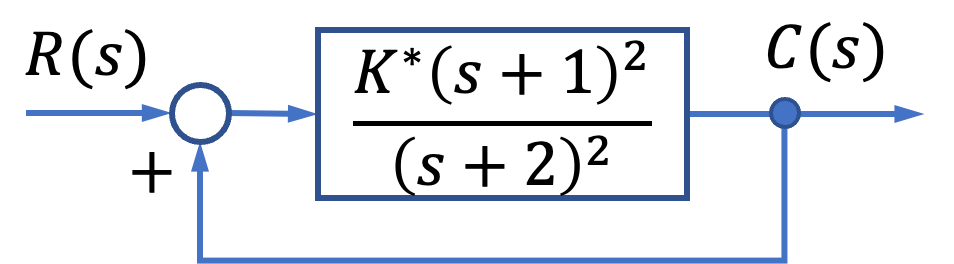 R(s)
C(s)
K*(s + 1)²
(s + 2)²
+